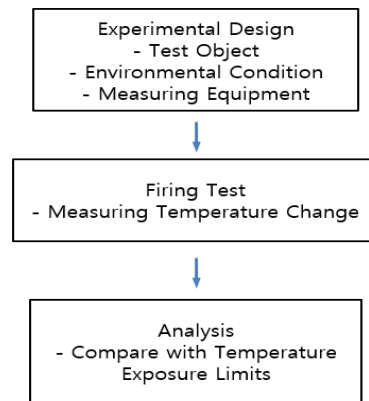 Experimental Design
- Test Object
- Environmental Condition
- Measuring Equipment
Firing Test
- Measuring Temperature Change
Analysis
- Compare with Temperature
Exposure Limits